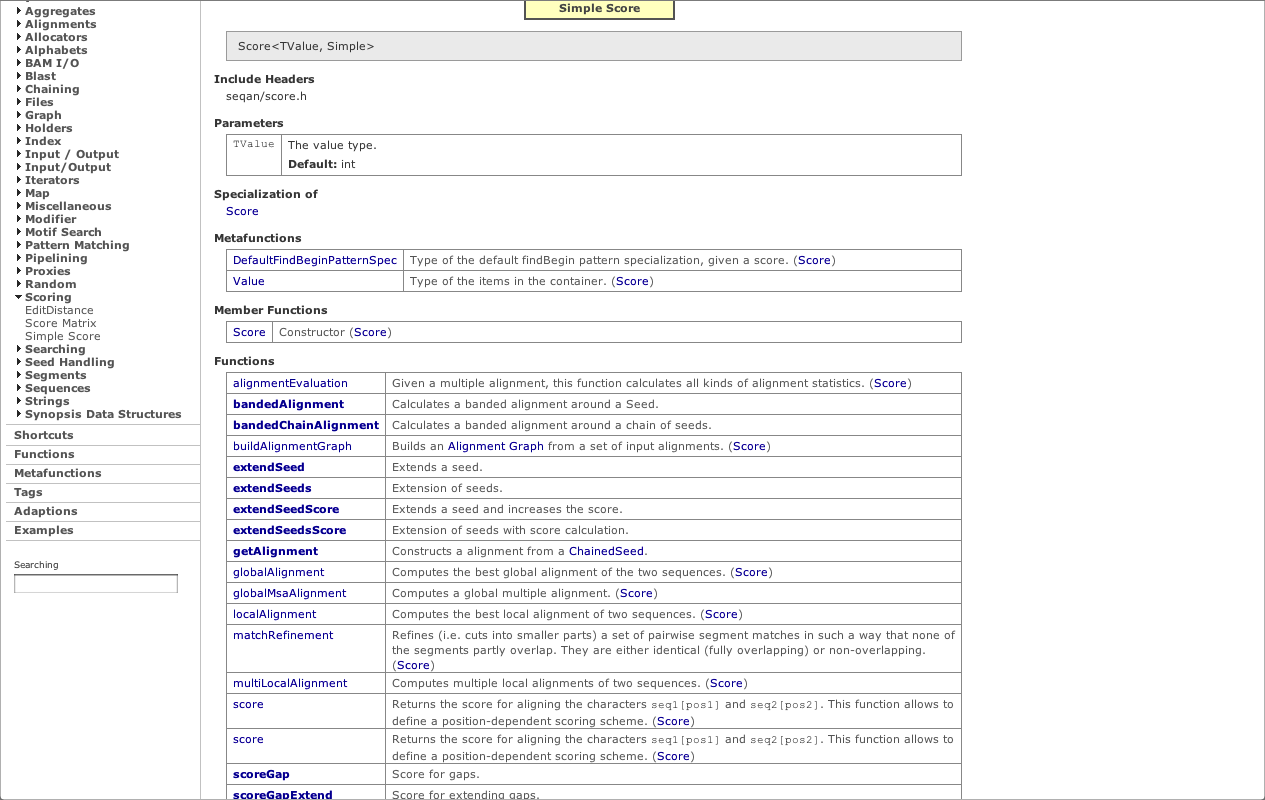 Aggregates
Alignments
Allocators
Alphabets
BAM I/O
Blast
Chaining
Files
Graph
Holders
Index
Input / Output
Input/Output
Iterators
Map
Miscellaneous
Modifier
Motif Search
Pattern Matching
Pipelining
Proxies
Random
Scoring
EditDistance
Score Matrix
Simple Score
Searching
Seed Handling
Segments
Sequences
Strings
Synopsis Data Structures
Shortcuts
Functions
Metafunctions
Tags
Adaptions
Examples
Searching
Simple Score
Score<TValue, Simple>
Include Headers
seqan/score.h
Parameters
TValue The value type.
Default: int
Specialization of
Score
Metafunctions
DefaultFindBeginPatternSpec Type of the default findBegin pattern specialization, given a score. (Score)
Value Type of the items in the container. (Score)
Member Functions
Score Constructor (Score)
Functions
alignmentEvaluation Given a multiple alignment, this function calculates all kinds of alignment statistics. (Score)
bandedAlignment Calculates a banded alignment around a Seed.
bandedChainAlignment Calculates a banded alignment around a chain of seeds.
buildAlignmentGraph Builds an Alignment Graph from a set of input alignments. (Score)
extendSeed Extends a seed.
extendSeeds Extension of seeds.
extendSeedScore Extends a seed and increases the score.
extendSeedsScore Extension of seeds with score calculation.
getAlignment Constructs a alignment from a ChainedSeed.
globalAlignment Computes the best global alignment of the two sequences. (Score)
globalMsaAlignment Computes a global multiple alignment. (Score)
localAlignment Computes the best local alignment of two sequences. (Score)
matchRefinement Refines (i.e. cuts into smaller parts) a set of pairwise segment matches in such a way that none of
the segments partly overlap. They are either identical (fully overlapping) or non-overlapping.
(Score)
multiLocalAlignment Computes multiple local alignments of two sequences. (Score)
score Returns the score for aligning the characters seq1[pos1] and seq2[pos2]. This function allows to
define a position-dependent scoring scheme. (Score)
score Returns the score for aligning the characters seq1[pos1] and seq2[pos2]. This function allows to
define a position-dependent scoring scheme. (Score)
scoreGap Score for gaps.
scoreGapExtend Score for extending gaps.